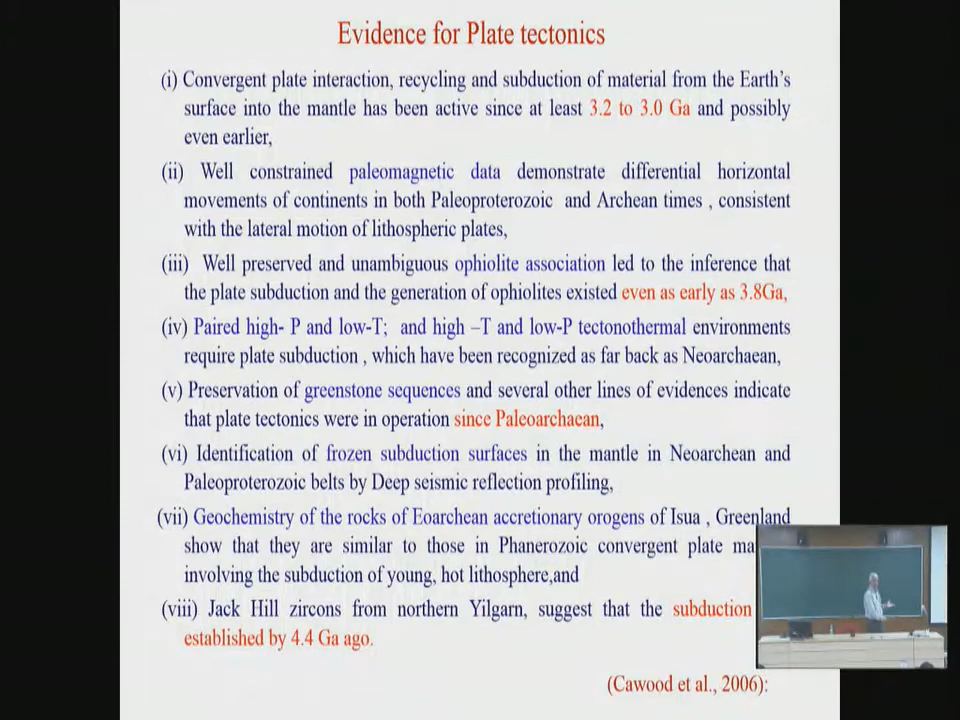 Evidence for Plate tectonics
(i) Convergent plate interaction, recycling and subduction of material from the Earth's
surface into the mantle has been active since at least 3.2 to 3.0 Ga and possibly
even earlier,
(ii) Well constrained paleomagnetic data demonstrate differential horizontal
movements of continents in both Paleoproterozoic and Archean times , consistent
with the lateral motion of lithospheric plates,
(iii) Well preserved and unambiguous ophiolite association led to the inference that
the plate subduction and the generation of ophiolites existed even as early as 3.8Ga,
(iv) Paired high- P and low-T; and high –T and low-P tectonothermal environments
require plate subduction , which have been recognized as far back as Neoarchaean,
(v) Preservation of greenstone sequences and several other lines of evidences indicate
that plate tectonics were in operation since Paleoarchaean,
(vi) Identification of frozen subduction surfaces in the mantle in Neoarchean and
Paleoproterozoic belts by Deep seismic reflection profiling,
(vii) Geochemistry of the rocks of Eoarchean accretionary orogens of Isua , Greenland
show that they are similar to those in Phanerozoic convergent plate
involving the subduction of young, hot lithosphere,and
(viii) Jack Hill zircons from northern Yilgarn, suggest that the subduction
established by 4.4 Ga ago.
(Cawood et al., 2006):